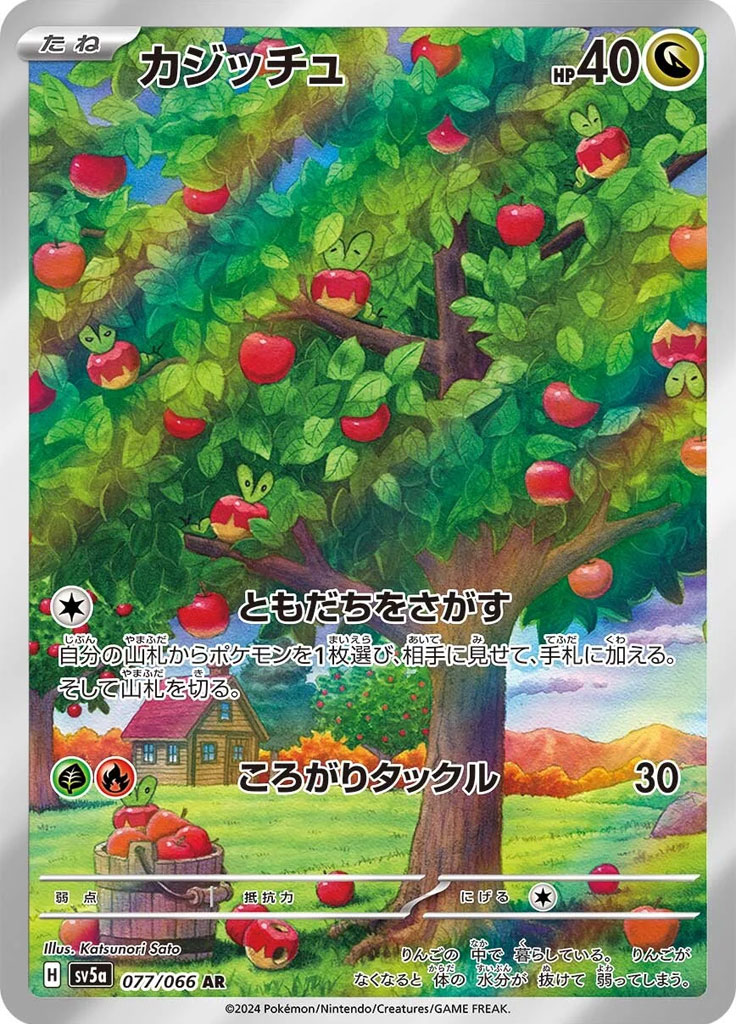 たね
カジッチュ
HP40
ともだちをさがす
自分の山札からポケモンを1枚選び、相手に見せて、手札に加える。
そして山札を切る。
ころがりタックル 30
弱点 抵抗力 にげる
Illus. Katsunori Sato
りんごの 中で 暮らしている。 りんごが
なくなると 体の 水分が 抜けて 弱ってしまう。
H sv5a 077/066 AR
©2024 Pokémon/Nintendo/Creatures/GAME FREAK.